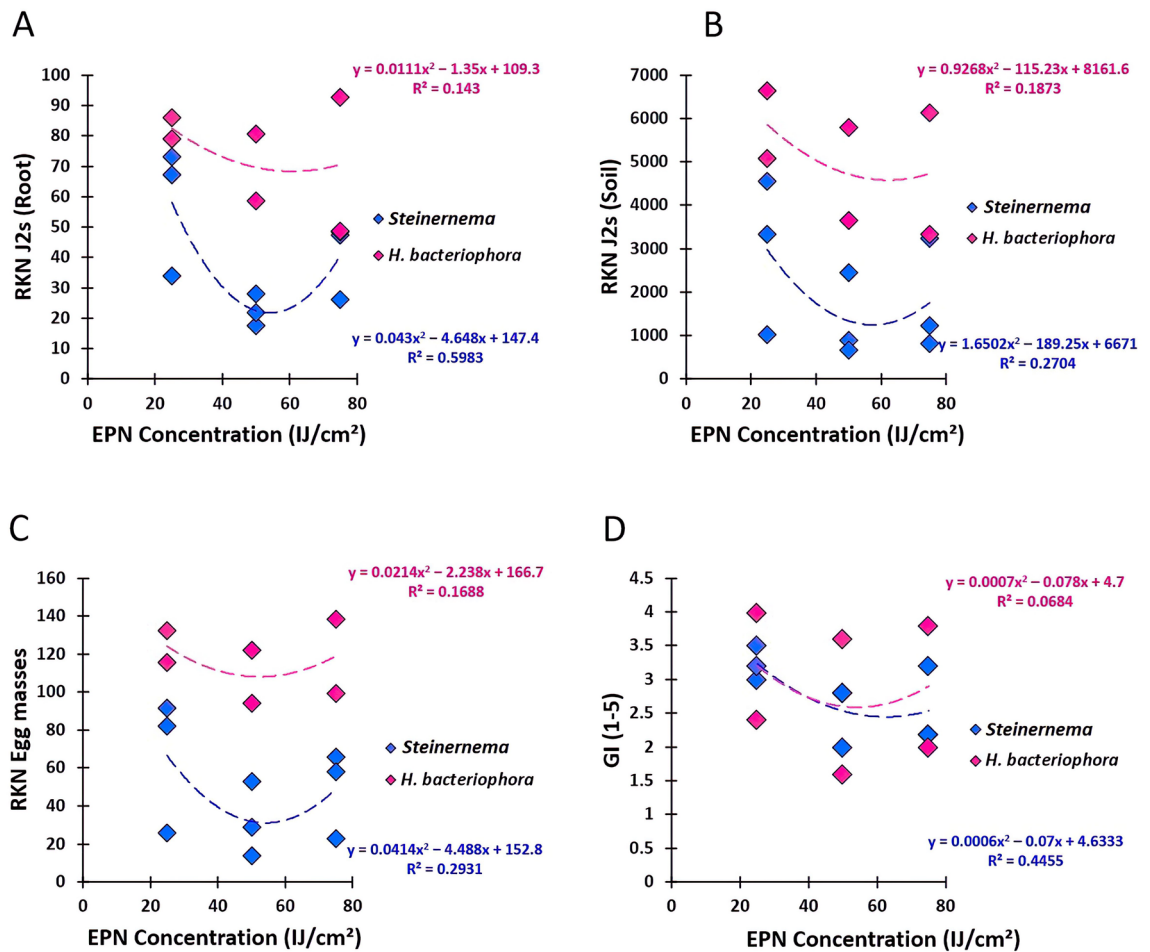 A
y = 0.0111x² – 1.35x + 109.3
R² = 0.143
100
90
80
70
60
50
40
30
20
10
0
RKN J2s (Root)
Steinernema
H. bacteriophora
y = 0.043x² – 4.648x + 147.4
R² = 0.5983
0 20 40 60 80
EPN Concentration (IJ/cm²)
B
y = 0.9268x² – 115.23x + 8161.6
R² = 0.1873
7000
6000
5000
4000
3000
2000
1000
0
RKN J2s (Soil)
Steinernema
H. bacteriophora
y = 1.6502x² – 189.25x + 6671
R² = 0.2704
0 20 40 60 80
EPN Concentration (IJ/cm²)
C
y = 0.0214x² – 2.238x + 166.7
R² = 0.1688
160
140
120
100
80
60
40
20
0
RKN Egg masses
Steinernema
H. bacteriophora
y = 0.0414x² – 4.488x + 152.8
R² = 0.2931
0 20 40 60 80
EPN Concentration (IJ/cm²)
D
y = 0.0007x² – 0.078x + 4.7
R² = 0.0684
4.5
4
3.5
3
2.5
2
1.5
1
0.5
0
GI (1-5)
Steinernema
H. bacteriophora
y = 0.0006x² – 0.07x + 4.6333
R² = 0.4455
0 20 40 60 80
EPN Concentration (IJ/cm²)